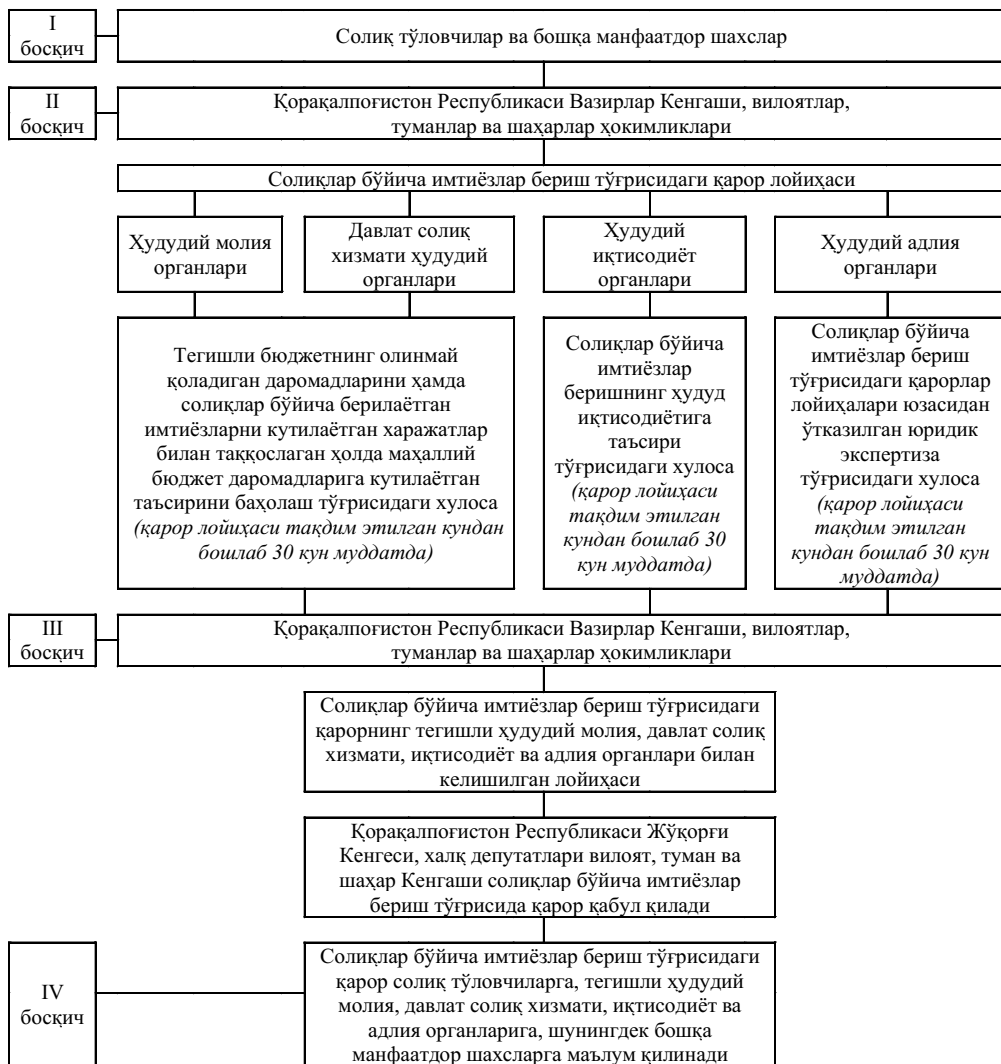 I
босқич
Солиқ тўловчилар ва бошқа манфаатдор шахслар
II
босқич
Қорақалпоғистон Республикаси Вазирлар Кенгаши, вилоятлар,
туманлар ва шаҳарлар ҳокимликлари
Солиқлар бўйича имтиёзлар бериш тўғрисидаги қарор лойиҳаси
Ҳудудий молия
органлари
Давлат солиқ
хизмати ҳудудий
органлари
Ҳудудий
иқтисодиёт
органлари
Ҳудудий адлия
органлари
Тегишли бюджетнинг олинмай
қоладиган даромадларини ҳамда
солиқлар бўйича берилаётган
имтиёзларни кутилаётган харажатлар
билан таққослаган ҳолда маҳаллий
бюджет даромадларига кутилаётган
таъсирини баҳолаш тўғрисидаги хулоса
(қарор лойиҳаси тақдим этилган кундан
бошлаб 30 кун муддатда)
Солиқлар бўйича
имтиёзлар
беришнинг ҳудуд
иқтисодиётига
таъсири
тўғрисидаги хулоса
(қарор лойиҳаси
тақдим этилган
кундан бошлаб 30
кун муддатда)
Солиқлар бўйича
имтиёзлар бериш
тўғрисидаги қарорлар
лойиҳалари юзасидан
ўтказилган юридик
экспертиза
тўғрисидаги хулоса
(қарор лойиҳаси
тақдим этилган
кундан бошлаб 30 кун
муддатда)
III
босқич
Қорақалпоғистон Республикаси Вазирлар Кенгаши, вилоятлар,
туманлар ва шаҳарлар ҳокимликлари
Солиқлар бўйича имтиёзлар бериш тўғрисидаги
қарорнинг тегишли ҳудудий молия, давлат солиқ
хизмати, иқтисодиёт ва адлия органлари билан
келишилган лойиҳаси
Қорақалпоғистон Республикаси Жўқорғи
Кенгеси, халқ депутатлари вилоят, туман ва
шаҳар Кенгаши солиқлар бўйича имтиёзлар
бериш тўғрисида қарор қабул қилади
IV
босқич
Солиқлар бўйича имтиёзлар бериш тўғрисидаги
қарор солиқ тўловчиларга, тегишли ҳудудий
молия, давлат солиқ хизмати, иқтисодиёт ва
адлия органларига, шунингдек бошқа
манфаатдор шахсларга маълум қилинади